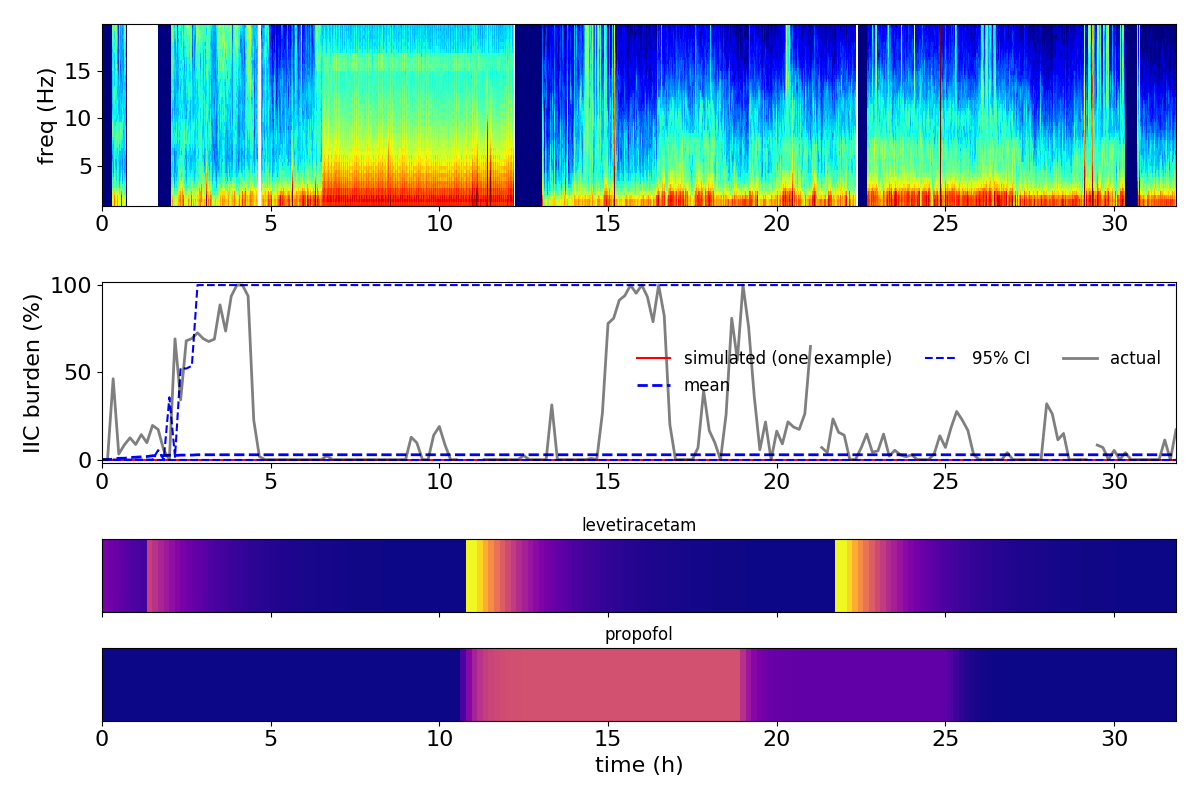 freq (Hz)
15
10
5
0 5 10 15 20 25 30
IIC burden (%)
100
50
0
simulated (one example) 95% CI actual
mean
0 5 10 15 20 25 30
levetiracetam
propofol
0 5 10 15 20 25 30
time (h)